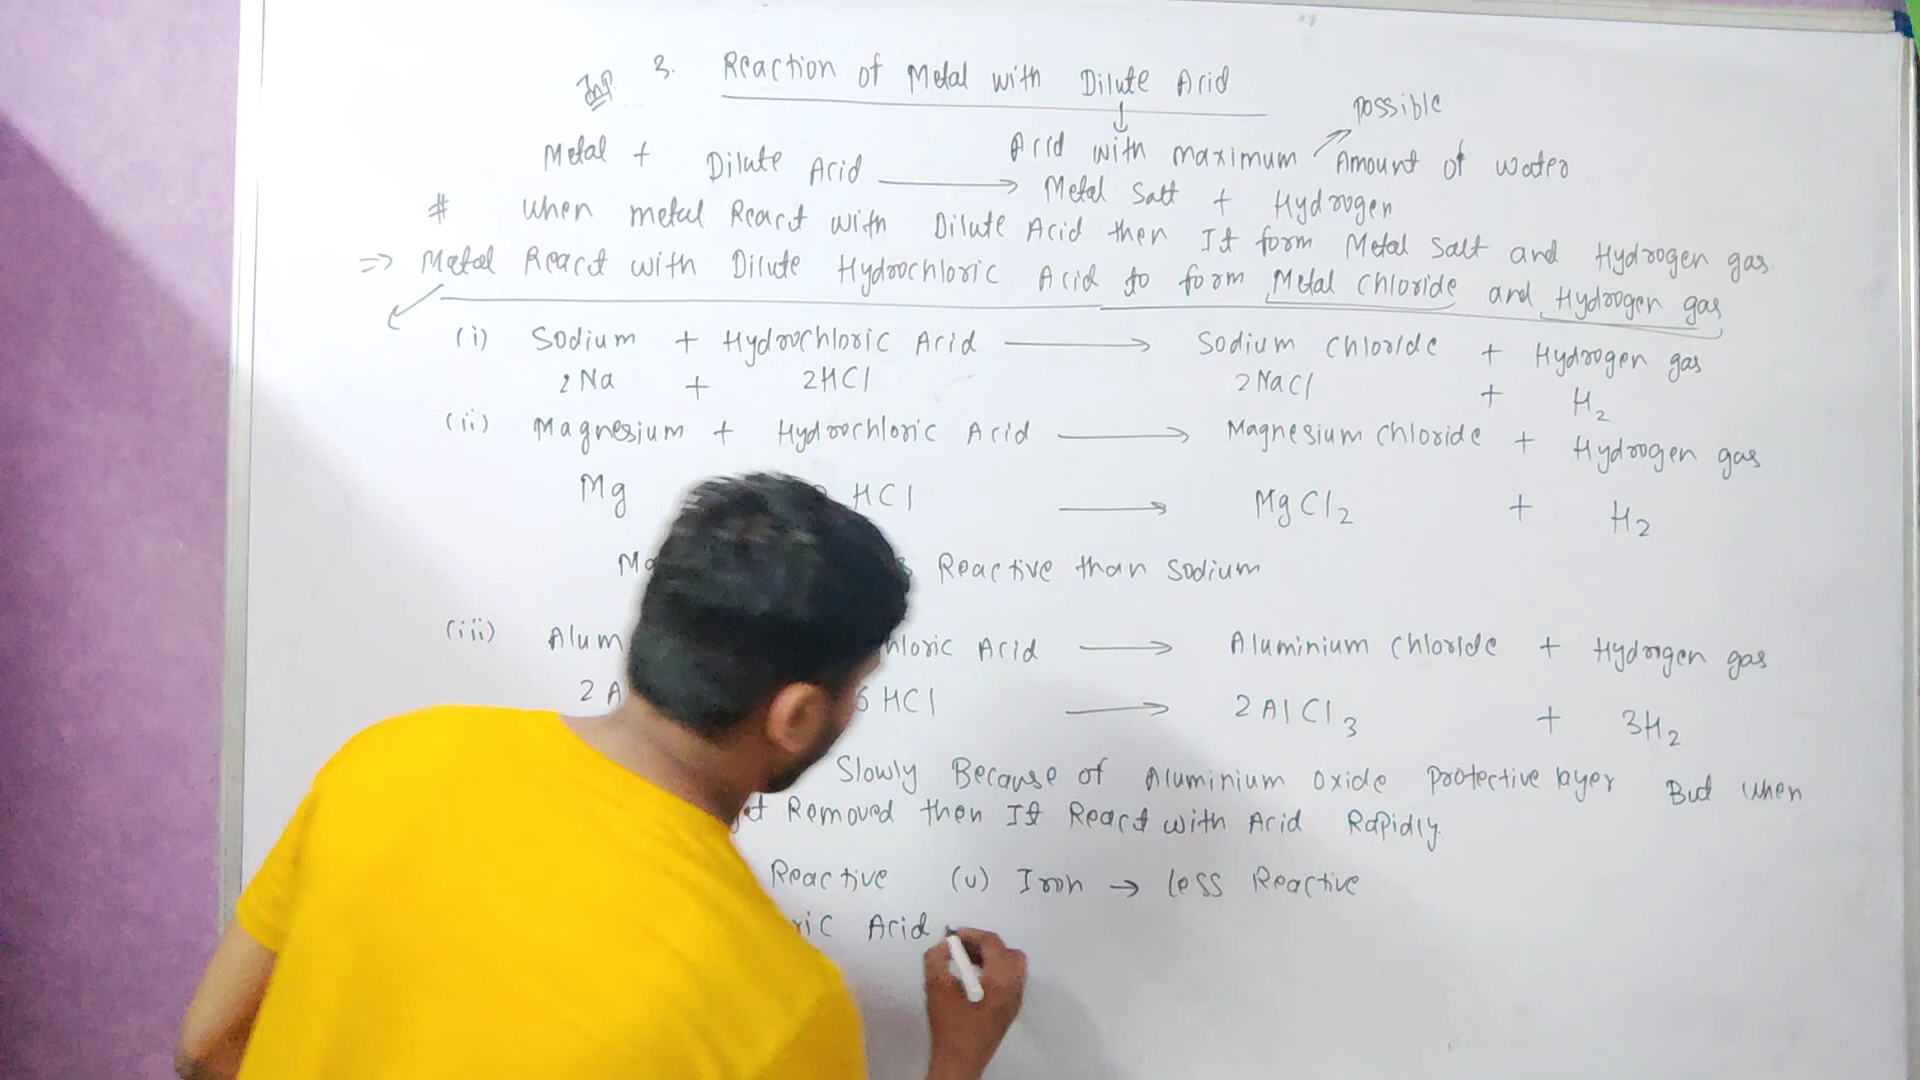 Imp 3. Reaction of Metal with Dilute Acid
↓ possible
Acid with maximum Amount of water
Metal + Dilute Acid ⟶ Metal Salt + Hydrogen
# When metal React with Dilute Acid then It form Metal Salt and Hydrogen gas.
⇒ Metal React with Dilute Hydrochloric Acid to form Metal Chloride and Hydrogen gas
(i) Sodium + Hydrochloric Acid ⟶ Sodium Chloride + Hydrogen gas
2Na + 2HCl 2NaCl + H2
(ii) Magnesium + Hydrochloric Acid ⟶ Magnesium Chloride + Hydrogen gas
Mg HCl ⟶ MgCl2 + H2
Reactive than Sodium
(iii) Alum hloric Acid ⟶ Aluminium Chloride + Hydrogen gas
2 A 6 HCl ⟶ 2AlCl3 + 3H2
Slowly Because of Aluminium Oxide Protective layer But when
Removed then It React with Acid Rapidly.
Reactive (v) Iron → less Reactive
ric Acid